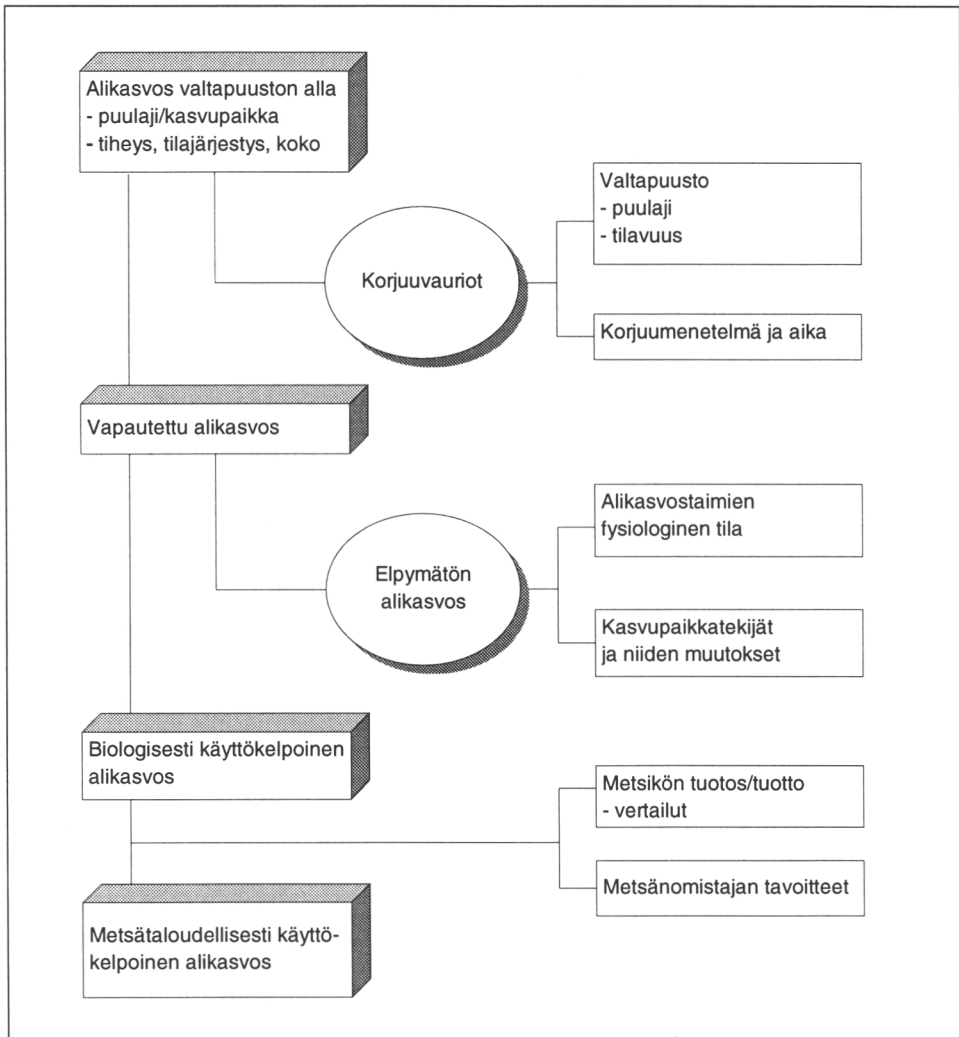 Alikasvos valtapuuston alla
- puulaji/kasvupaikka
- tiheys, tilajärjestys, koko
Valtapuusto
- puulaji
- tilavuus
Korjuuvauriot
Korjuumenetelmä ja aika
Vapautettu alikasvos
Alikasvostaimien
fysiologinen tila
Elpymätön
alikasvos
Kasvupaikkatekijät
ja niiden muutokset
Biologisesti käyttökelpoinen
alikasvos
Metsikön tuotos/tuotto
- vertailut
Metsänomistajan tavoitteet
Metsätaloudellisesti käyttö-
kelpoinen alikasvos